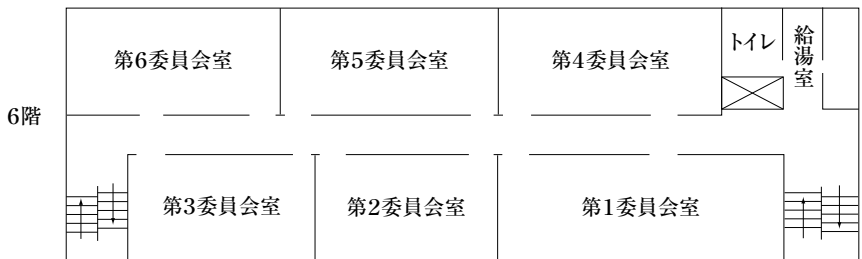 第6委員会室
第5委員会室
第4委員会室
トイレ
給湯室
6階
第3委員会室
第2委員会室
第1委員会室